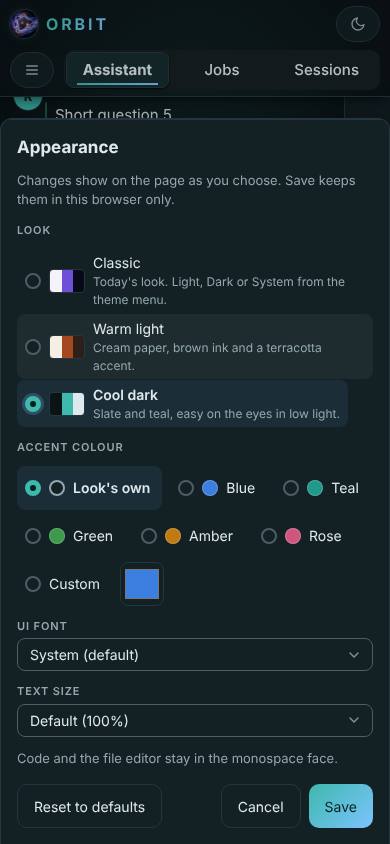 ORBIT
Assistant
Jobs
Sessions
Short question 5
Appearance
Changes show on the page as you choose. Save keeps
them in this browser only.
LOOK
Classic
Today's look. Light, Dark or System from the
theme menu.
Warm light
Cream paper, brown ink and a terracotta
accent.
Cool dark
Slate and teal, easy on the eyes in low light.
ACCENT COLOUR
Look's own
Blue
Teal
Green
Amber
Rose
Custom
UI FONT
System (default)
TEXT SIZE
Default (100%)
Code and the file editor stay in the monospace face.
Reset to defaults
Cancel
Save